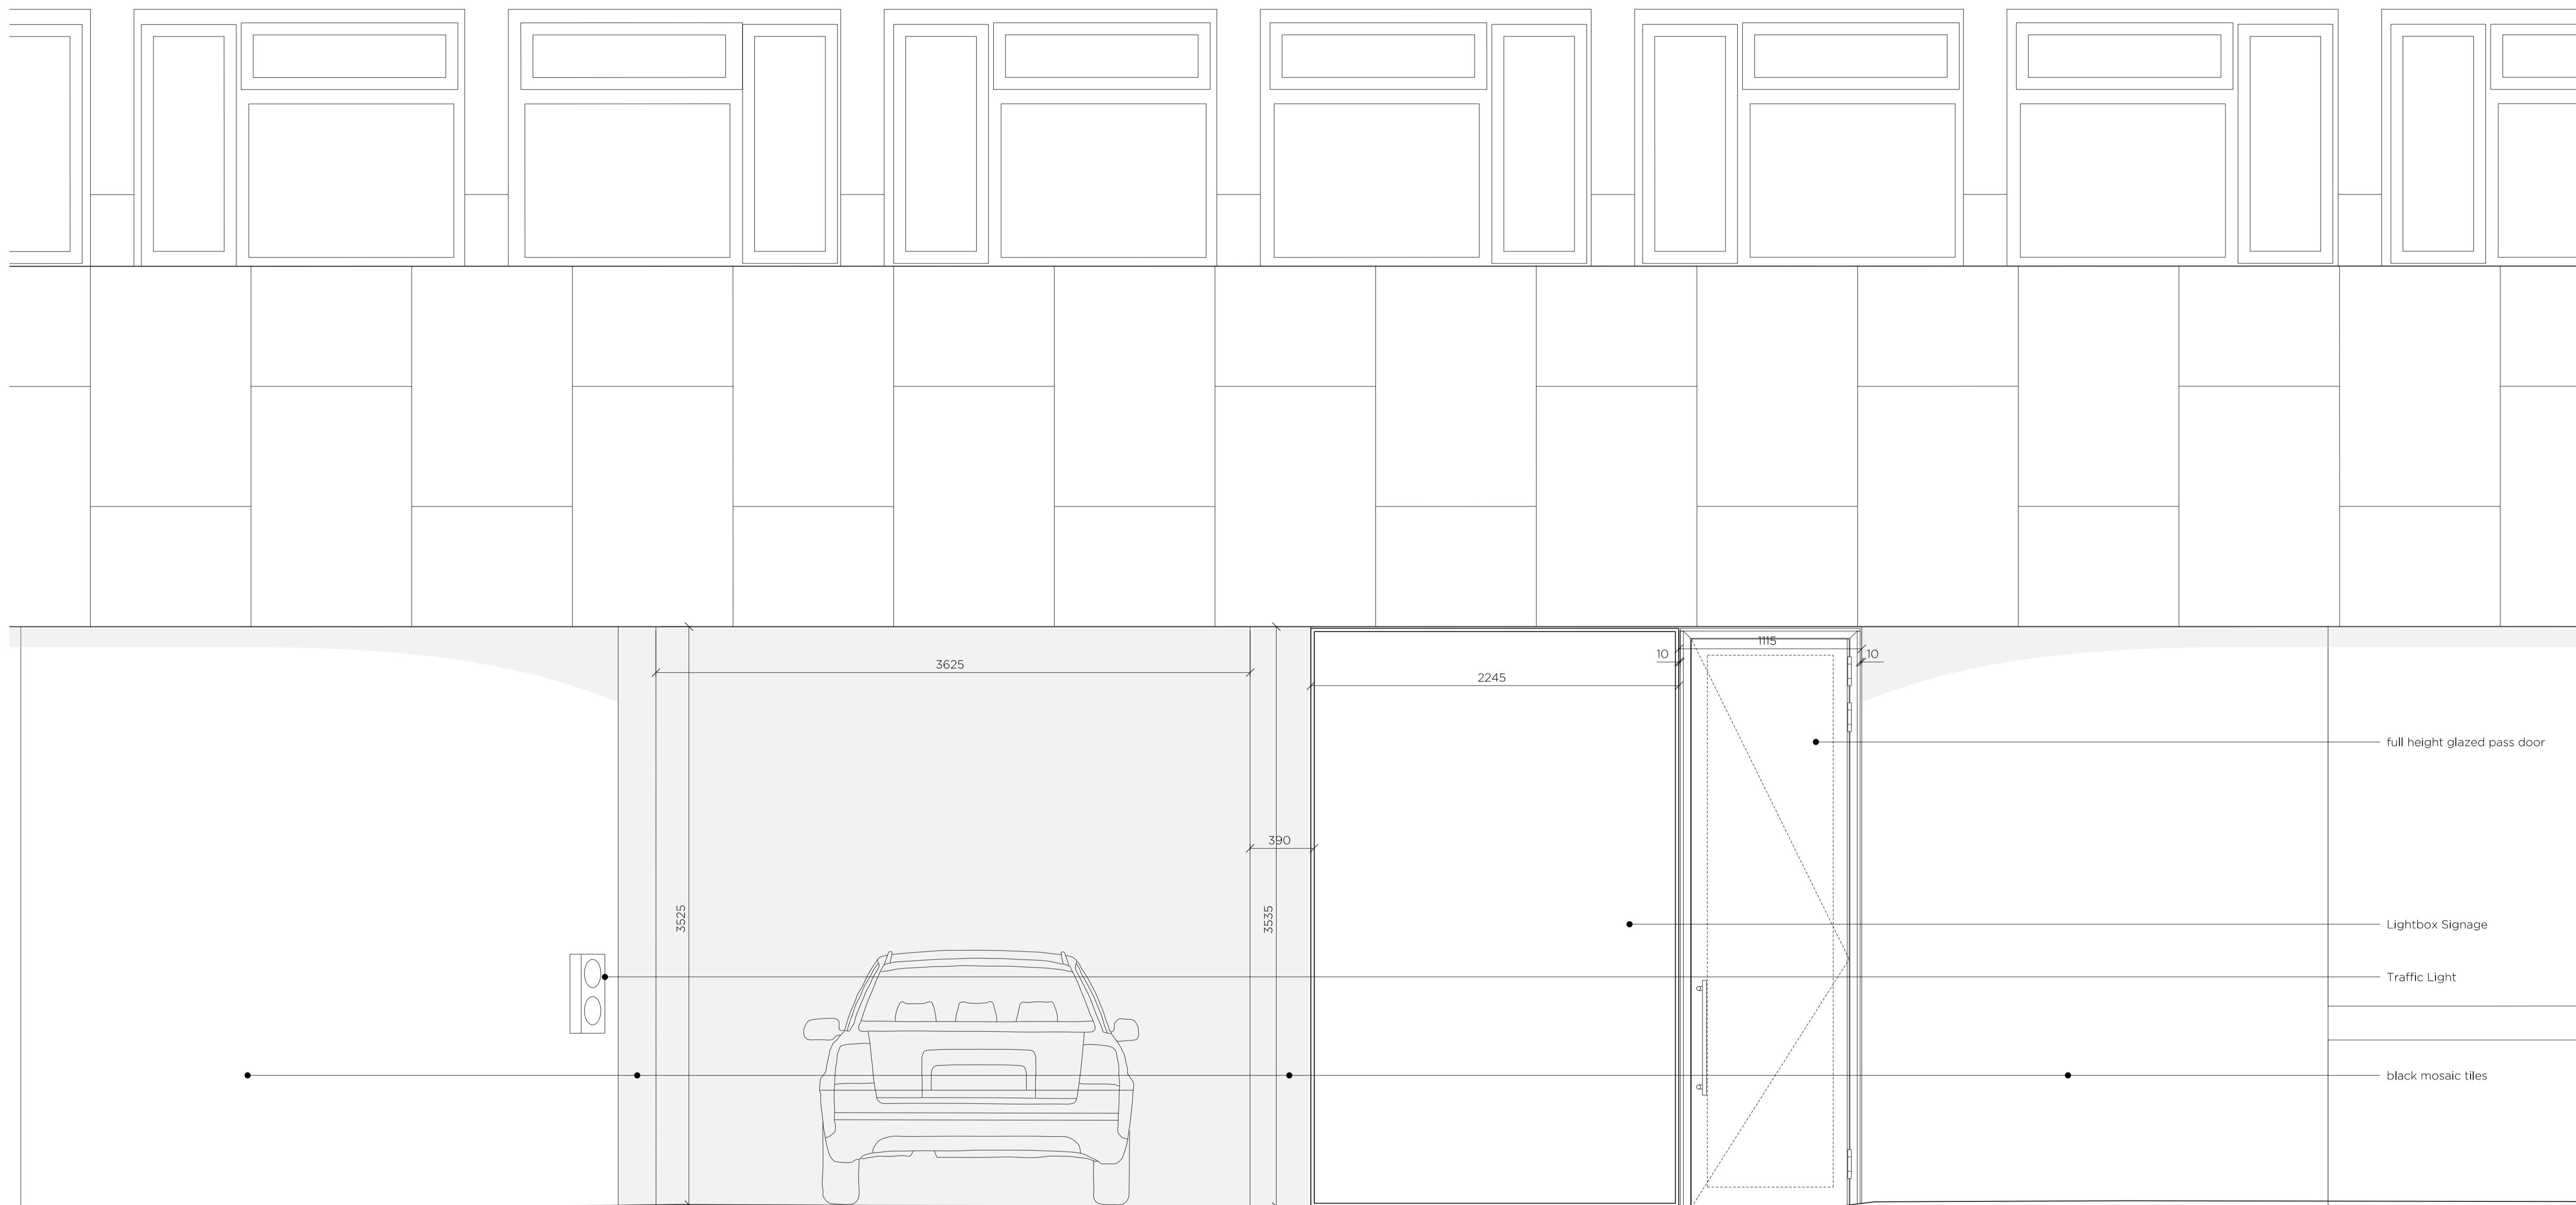 1115
10
10
3625
2245
full height glazed pass door
390
3525
3535
Lightbox Signage
Traffic Light
black mosaic tiles